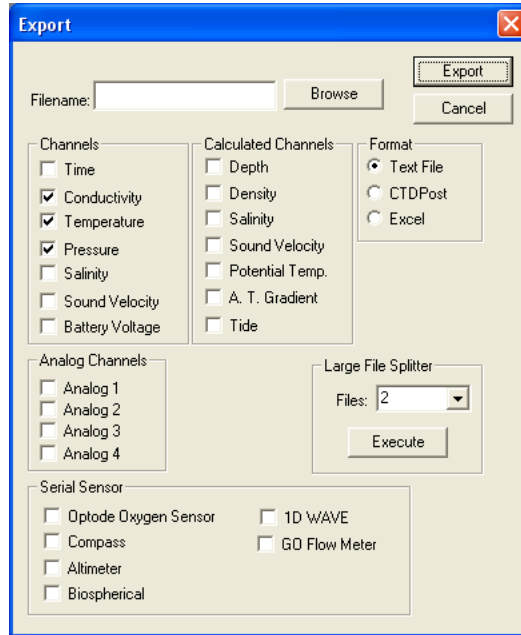 Export
Export
Filename:
Browse
Cancel
Channels
Time
Conductivity
Temperature
Pressure
Salinity
Sound Velocity
Battery Voltage
Calculated Channels
Depth
Density
Salinity
Sound Velocity
Potential Temp.
A. T. Gradient
Tide
Format
Text File
CTDPost
Excel
Analog Channels
Analog 1
Analog 2
Analog 3
Analog 4
Large File Splitter
Files: 2
Execute
Serial Sensor
Optode Oxygen Sensor
Compass
Altimeter
Biospherical
1D WAVE
GO Flow Meter